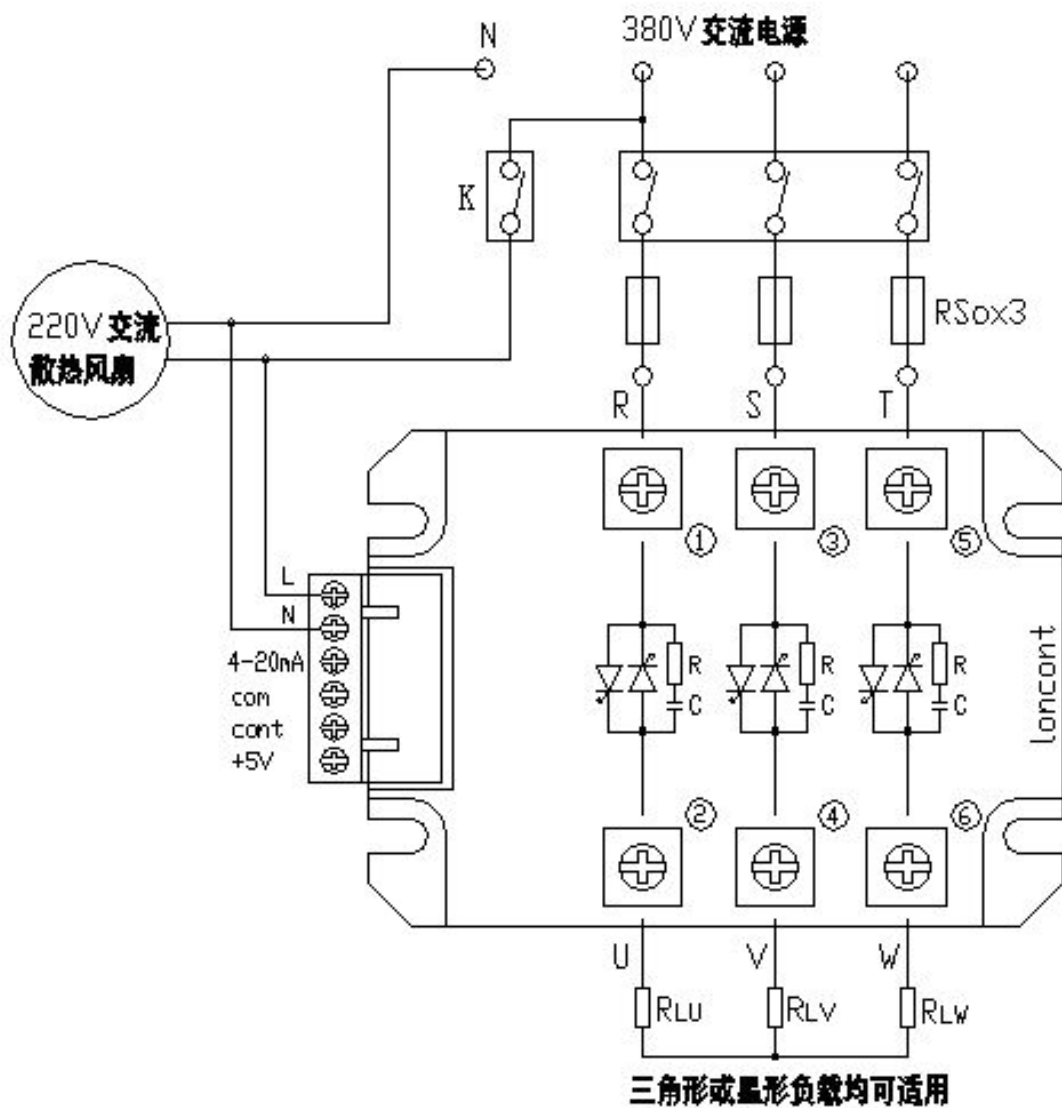 N
380V交流电源
K
220V交流
散热风扇
RSox3
R
S
T
①
③
⑤
L
N
4-20mA
com
cont
+5V
R
C
R
C
R
C
loncont
②
④
⑥
U
V
W
RLU
RLV
RLW
三角形或星形负载均可适用